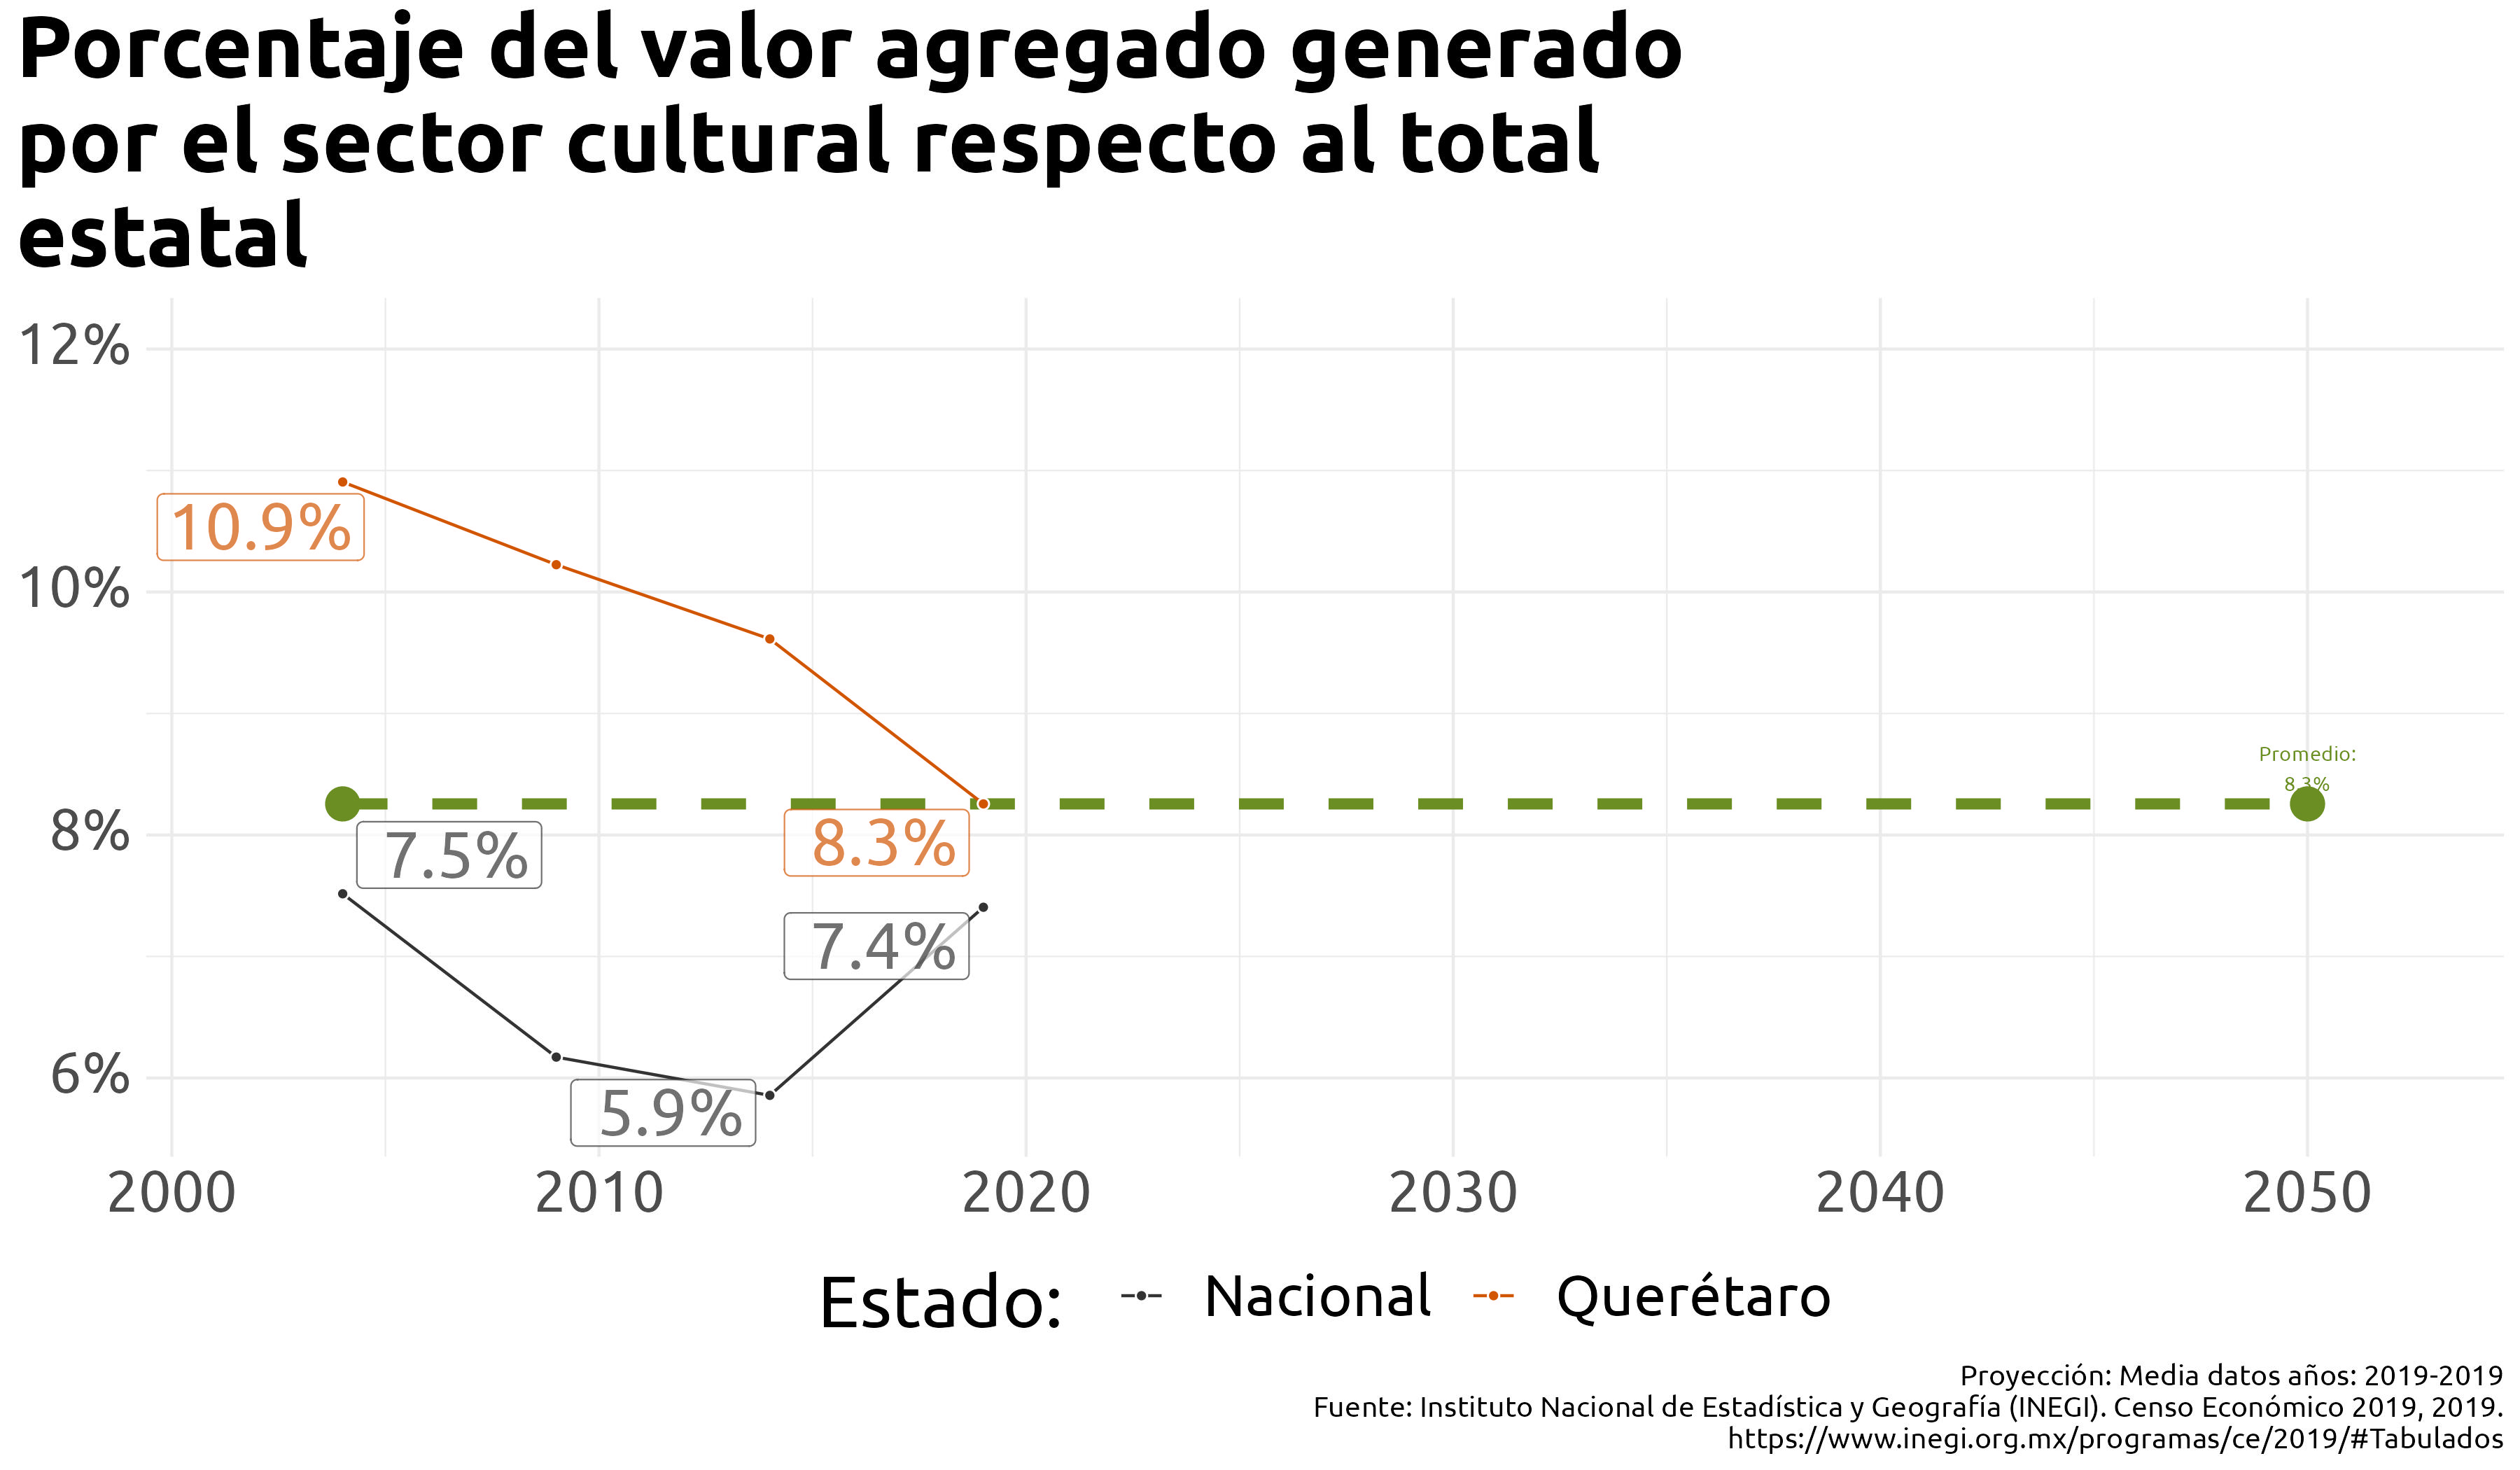 Porcentaje del valor agregado generado
por el sector cultural respecto al total
estatal
12%
10%
8%
6%
10.9%
7.5%
8.3%
7.4%
5.9%
Promedio:
8.3%
2000 2010 2020 2030 2040 2050
Estado: Nacional Querétaro
Proyección: Media datos años: 2019-2019
Fuente: Instituto Nacional de Estadística y Geografía (INEGI). Censo Económico 2019, 2019.
https://www.inegi.org.mx/programas/ce/2019/#Tabulados